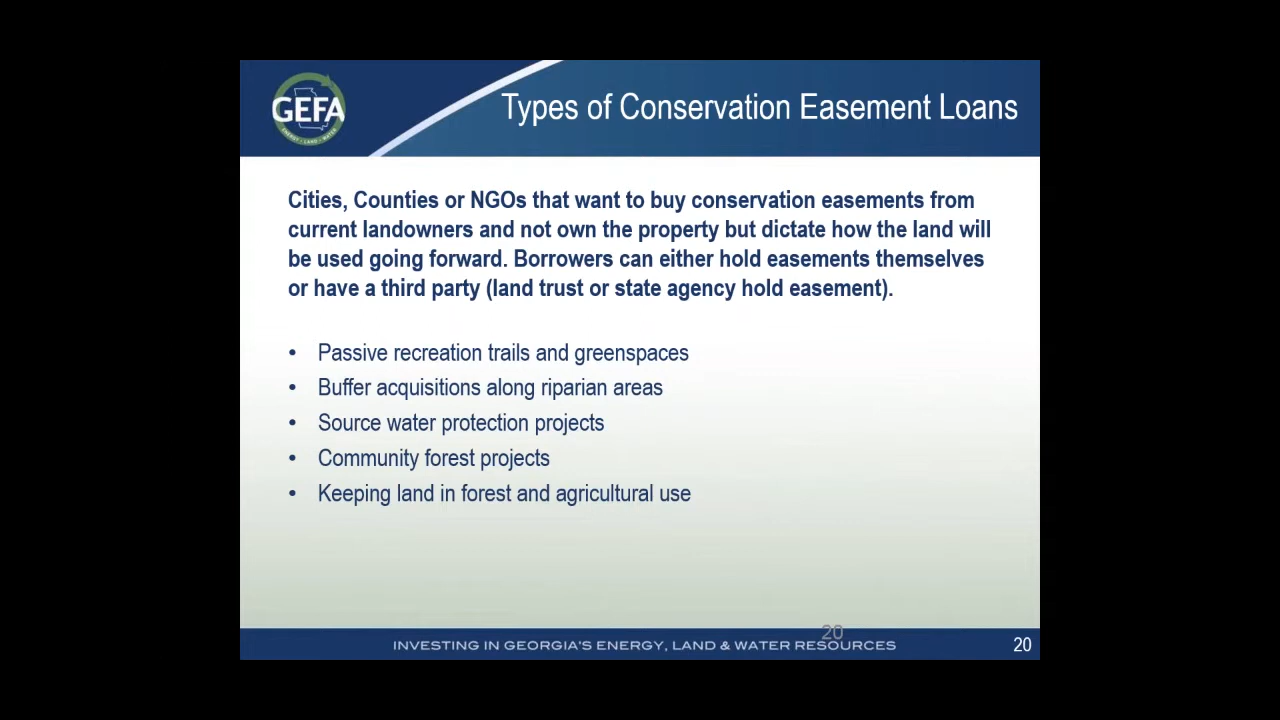 GEFA
ENERGY • LAND • WATER
Types of Conservation Easement Loans
Cities, Counties or NGOs that want to buy conservation easements from
current landowners and not own the property but dictate how the land will
be used going forward. Borrowers can either hold easements themselves
or have a third party (land trust or state agency hold easement).
• Passive recreation trails and greenspaces
• Buffer acquisitions along riparian areas
• Source water protection projects
• Community forest projects
• Keeping land in forest and agricultural use
20
INVESTING IN GEORGIA'S ENERGY, LAND & WATER RESOURCES
20